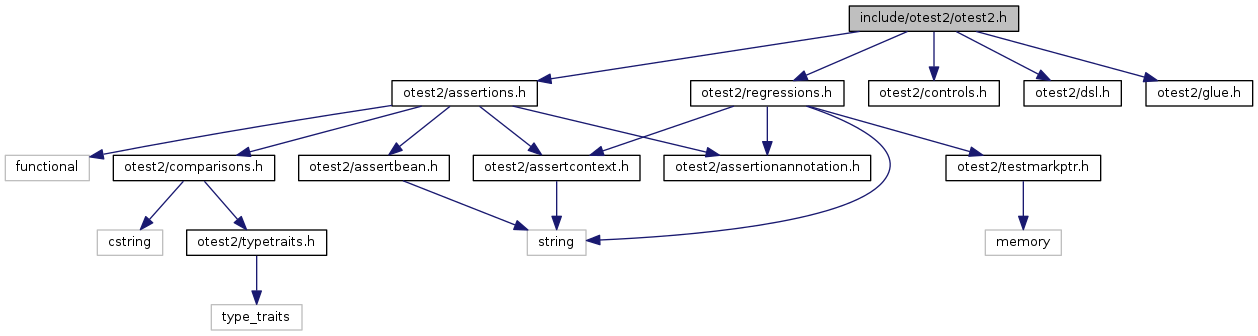 include/otest2/otest2.h
otest2/assertions.h
otest2/regressions.h
otest2/controls.h
otest2/dsl.h
otest2/glue.h
functional
otest2/comparisons.h
otest2/assertbean.h
otest2/assertcontext.h
otest2/assertionannotation.h
otest2/testmarkptr.h
cstring
otest2/typetraits.h
string
memory
type_traits